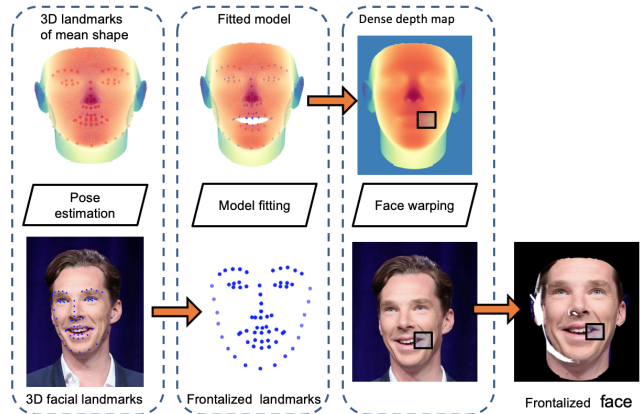 3D landmarks
of mean shape
Fitted model
Dense depth map
Pose
estimation
Model fitting
Face warping
3D facial landmarks
Frontalized landmarks
Frontalized face